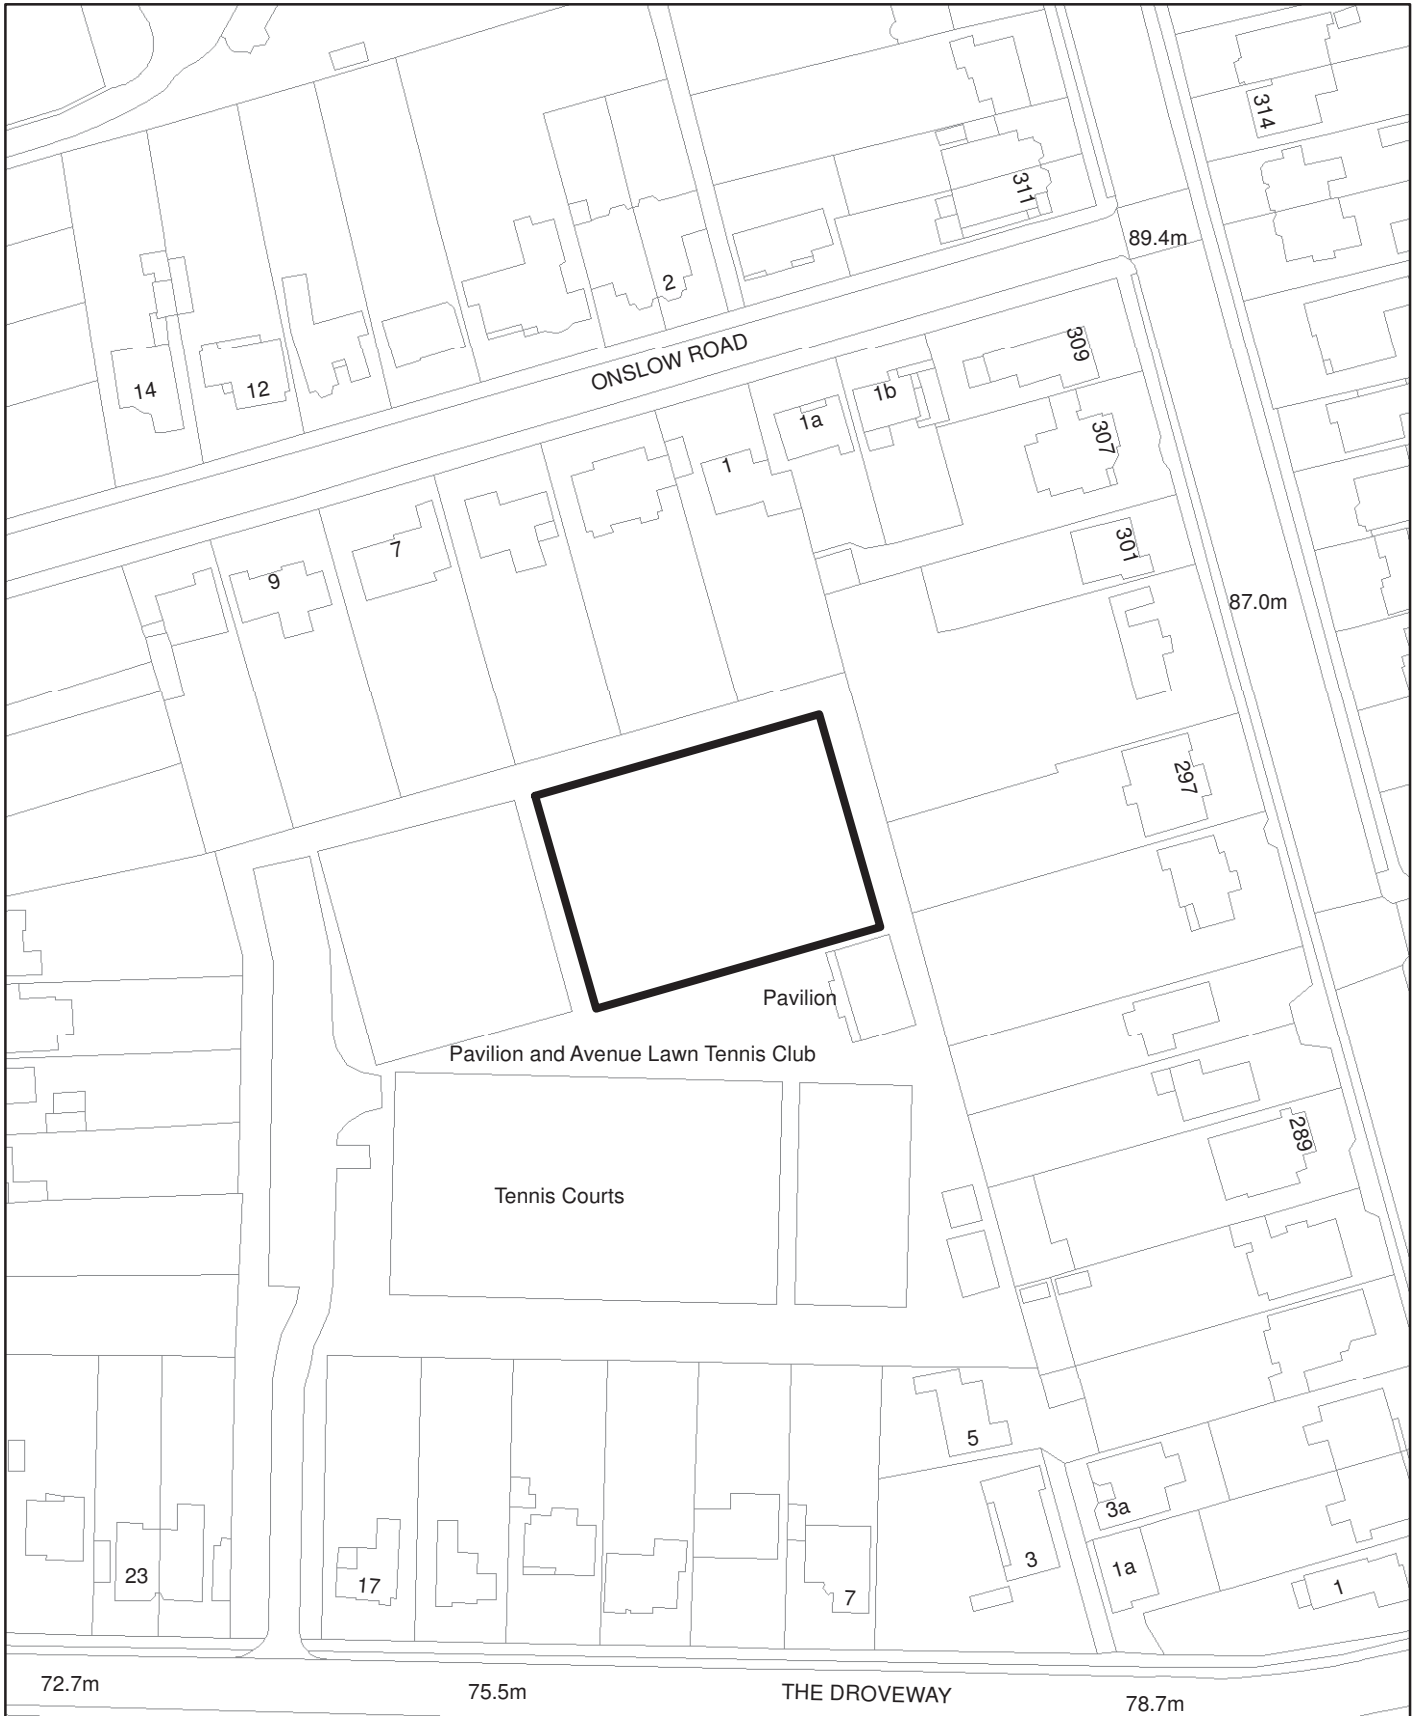 314
311
89.4m
2
309
ONSLOW ROAD
14
12
1b
1a
307
1
301
7
9
87.0m
297
Pavilion
Pavilion and Avenue Lawn Tennis Club
289
Tennis Courts
5
3a
3
1a
23
17
7
1
72.7m
75.5m
THE DROVEWAY
78.7m